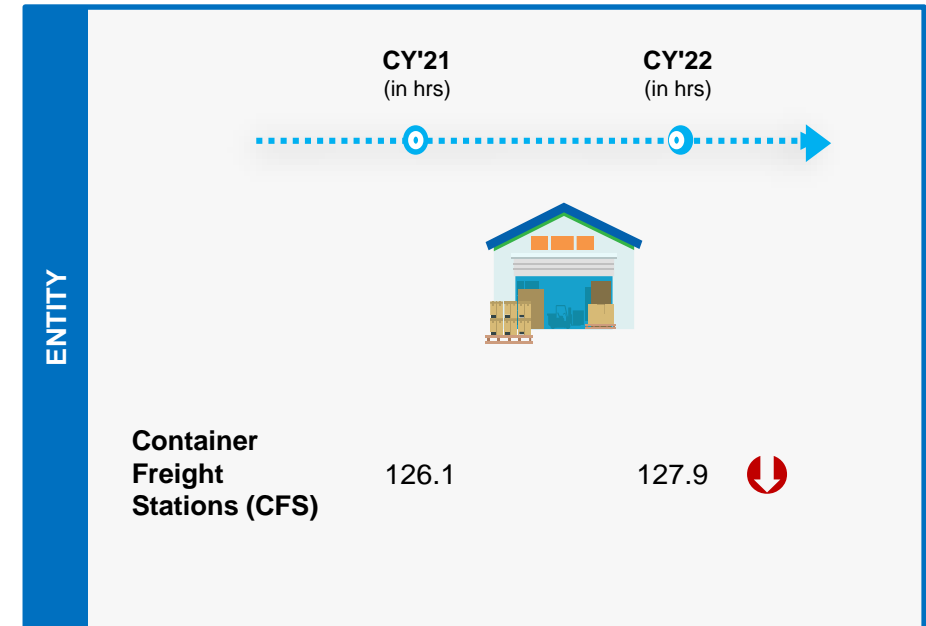 CY'21
(in hrs)
CY'22
(in hrs)
ENTITY
Container
Freight
Stations (CFS)
126.1
127.9